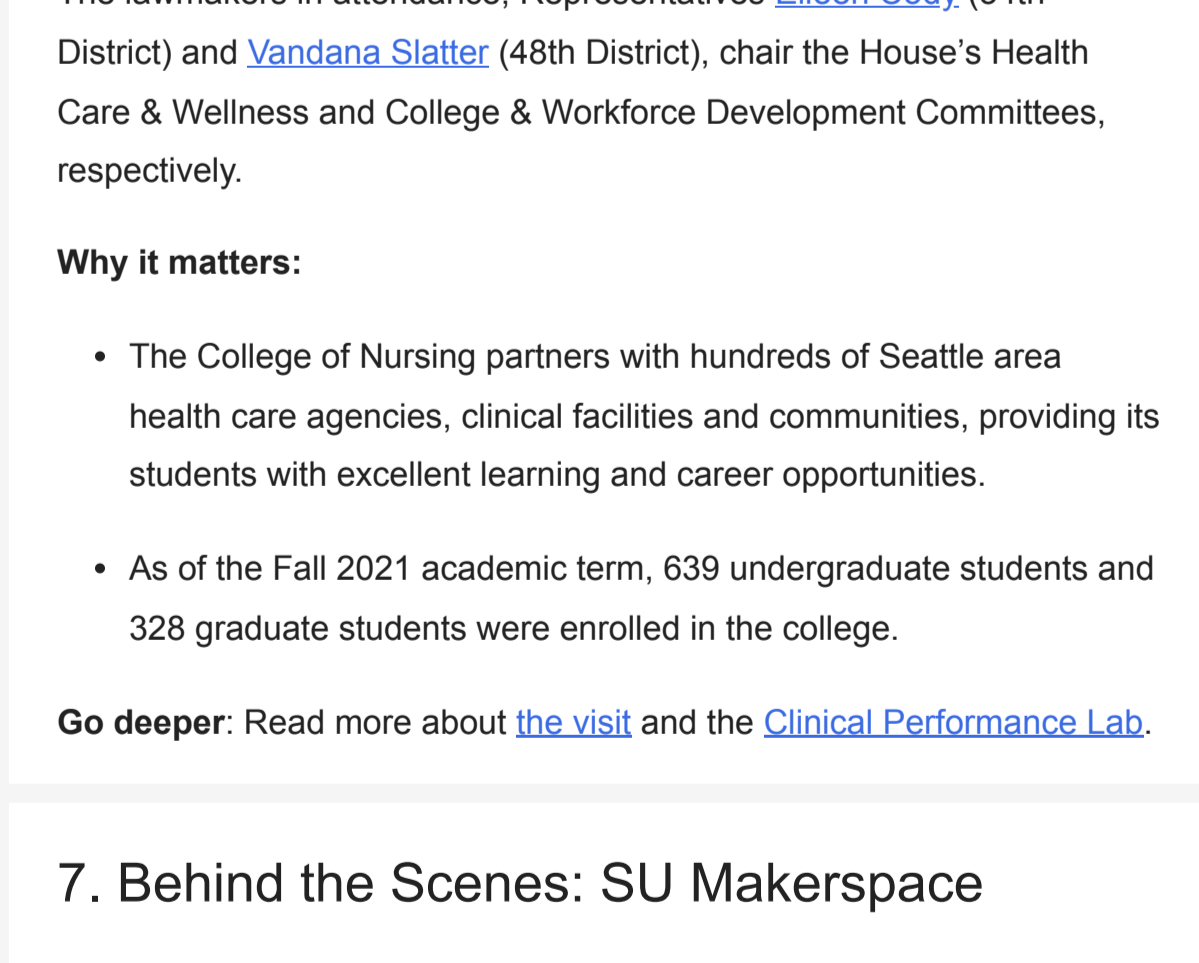 District) and Vandana Slatter (48th District), chair the House’s Health
Care & Wellness and College & Workforce Development Committees,
respectively.
Why it matters:
• The College of Nursing partners with hundreds of Seattle area
health care agencies, clinical facilities and communities, providing its
students with excellent learning and career opportunities.
• As of the Fall 2021 academic term, 639 undergraduate students and
328 graduate students were enrolled in the college.
Go deeper: Read more about the visit and the Clinical Performance Lab.
7. Behind the Scenes: SU Makerspace